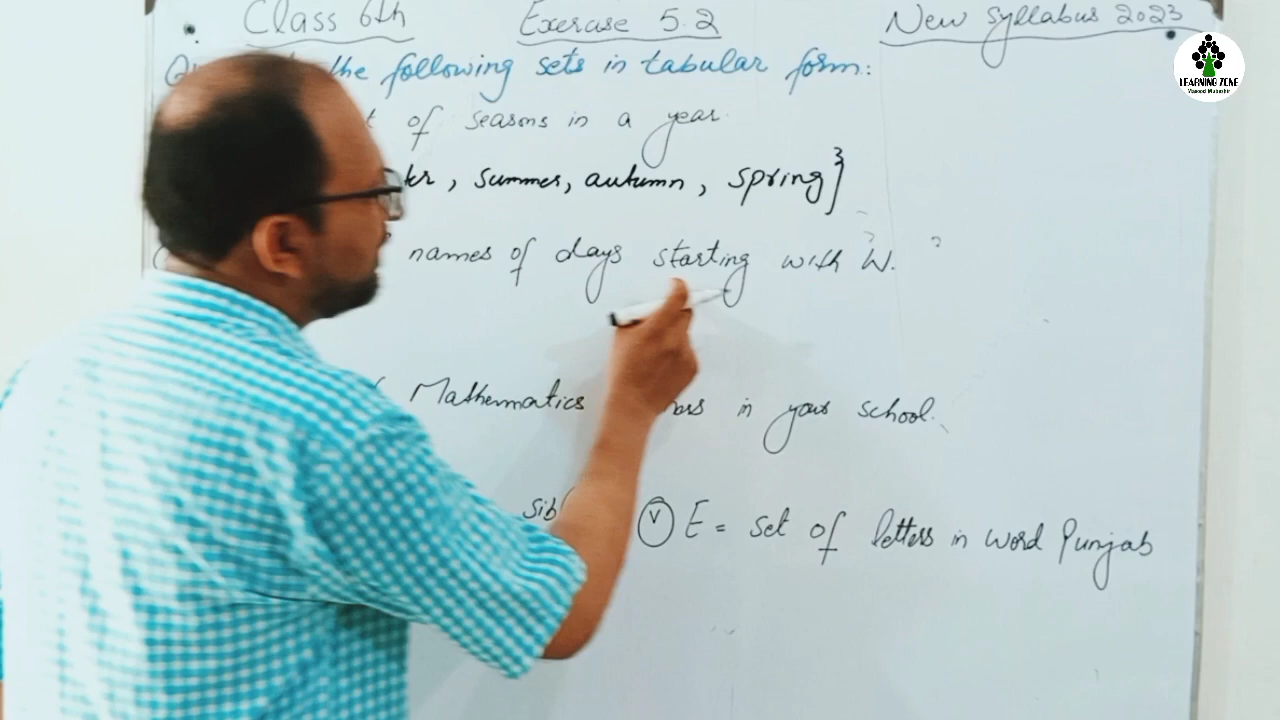 Class 6th Exercise 5.2 New Syllabus 2023
the following sets in tabular form:
of seasons in a year.
, summer, autumn, spring}
names of days starting with W.
Mathematics in your school.
sib
(v) E = set of letters in word Punjab
LEARNING ZONE